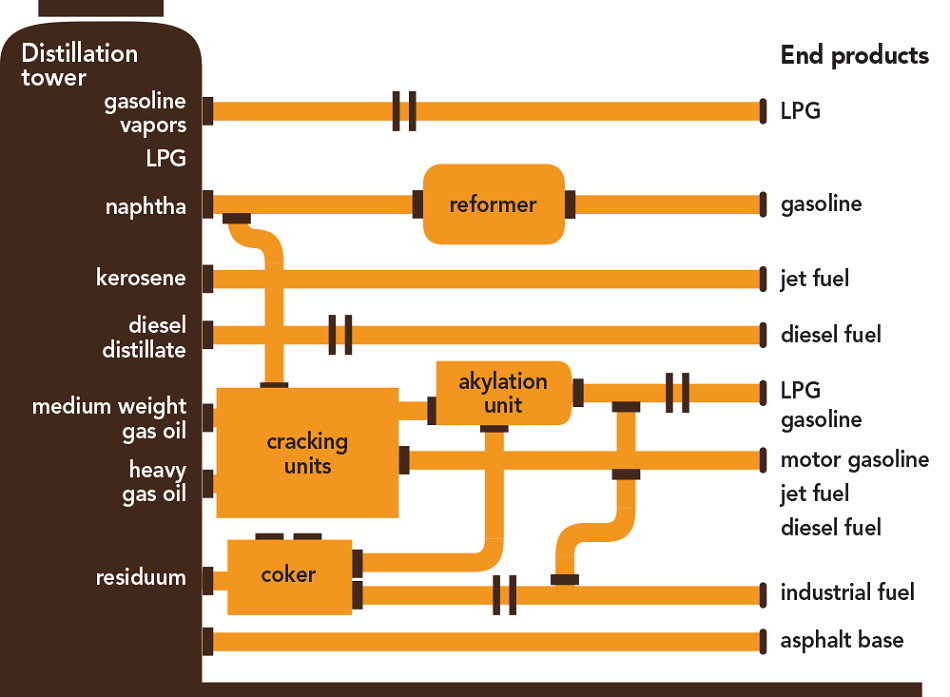 Distillation
tower
End products
gasoline
vapors
LPG
LPG
naphtha
reformer
gasoline
kerosene
jet fuel
diesel
distillate
diesel fuel
medium weight
gas oil
akylation
unit
LPG
gasoline
heavy
gas oil
cracking
units
motor gasoline
jet fuel
diesel fuel
residuum
coker
industrial fuel
asphalt base